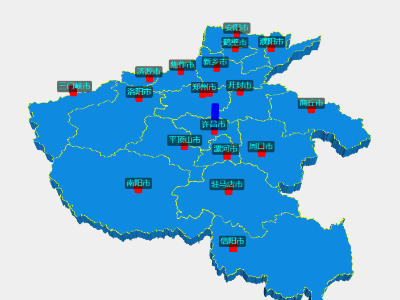 安阳市
鹤壁市
濮阳市
新乡市
焦作市
济源市
三门峡市
洛阳市
郑州市
开封市
商丘市
许昌市
平顶山市
漯河市
周口市
南阳市
驻马店市
信阳市